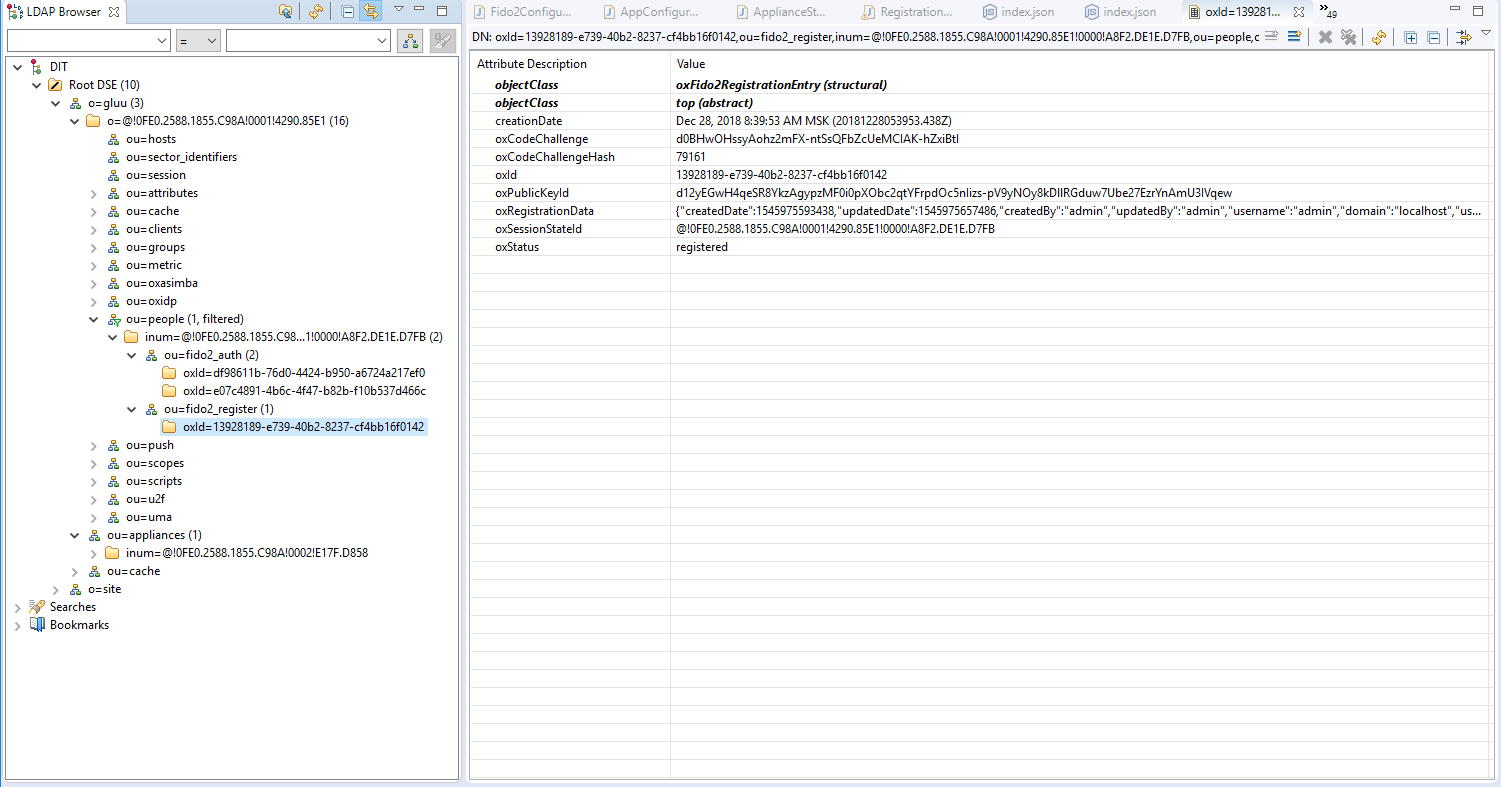 LDAP Browser
=
DIT
Root DSE (10)
o=gluu (3)
o=@!0FE0.2588.1855.C98A!0001!4290.85E1 (16)
ou=hosts
ou=sector_identifiers
ou=session
ou=attributes
ou=cache
ou=clients
ou=groups
ou=metric
ou=oxasimba
ou=oxidp
ou=people (1, filtered)
inum=@!0FE0.2588.1855.C98...1!0000!A8F2.DE1E.D7FB (2)
ou=fido2_auth (2)
oxId=df98611b-76d0-4424-b950-a6724a217ef0
oxId=e07c4891-4b6c-4f47-b82b-f10b537d466c
ou=fido2_register (1)
oxId=13928189-e739-40b2-8237-cf4bb16f0142
ou=push
ou=scopes
ou=scripts
ou=u2f
ou=uma
ou=appliances (1)
inum=@!0FE0.2588.1855.C98A!0002!E17F.D858
ou=cache
o=site
Searches
Bookmarks
Fido2Configu... AppConfigur... ApplianceSt... Registration... index.json index.json oxId=139281... »49
DN: oxId=13928189-e739-40b2-8237-cf4bb16f0142,ou=fido2_register,inum=@!0FE0.2588.1855.C98A!0001!4290.85E1!0000!A8F2.DE1E.D7FB,ou=people,c
Attribute Description Value
objectClass oxFido2RegistrationEntry (structural)
objectClass top (abstract)
creationDate Dec 28, 2018 8:39:53 AM MSK (20181228053953.438Z)
oxCodeChallenge d0BHwOHssyAohz2mFX-ntSsQFbZcUeMClAK-hZxiBtI
oxCodeChallengeHash 79161
oxId 13928189-e739-40b2-8237-cf4bb16f0142
oxPublicKeyId d12yEGwH4qeSR8YkzAgypzMF0i0pXObc2qtYFrpdOc5nlizs-pV9yNOy8kDlIRGduw7Ube27EzrYnAmU3IVqew
oxRegistrationData {"createdDate":1545975593438,"updatedDate":1545975657486,"createdBy":"admin","updatedBy":"admin","username":"admin","domain":"localhost","us...
oxSessionStateId @!0FE0.2588.1855.C98A!0001!4290.85E1!0000!A8F2.DE1E.D7FB
oxStatus registered